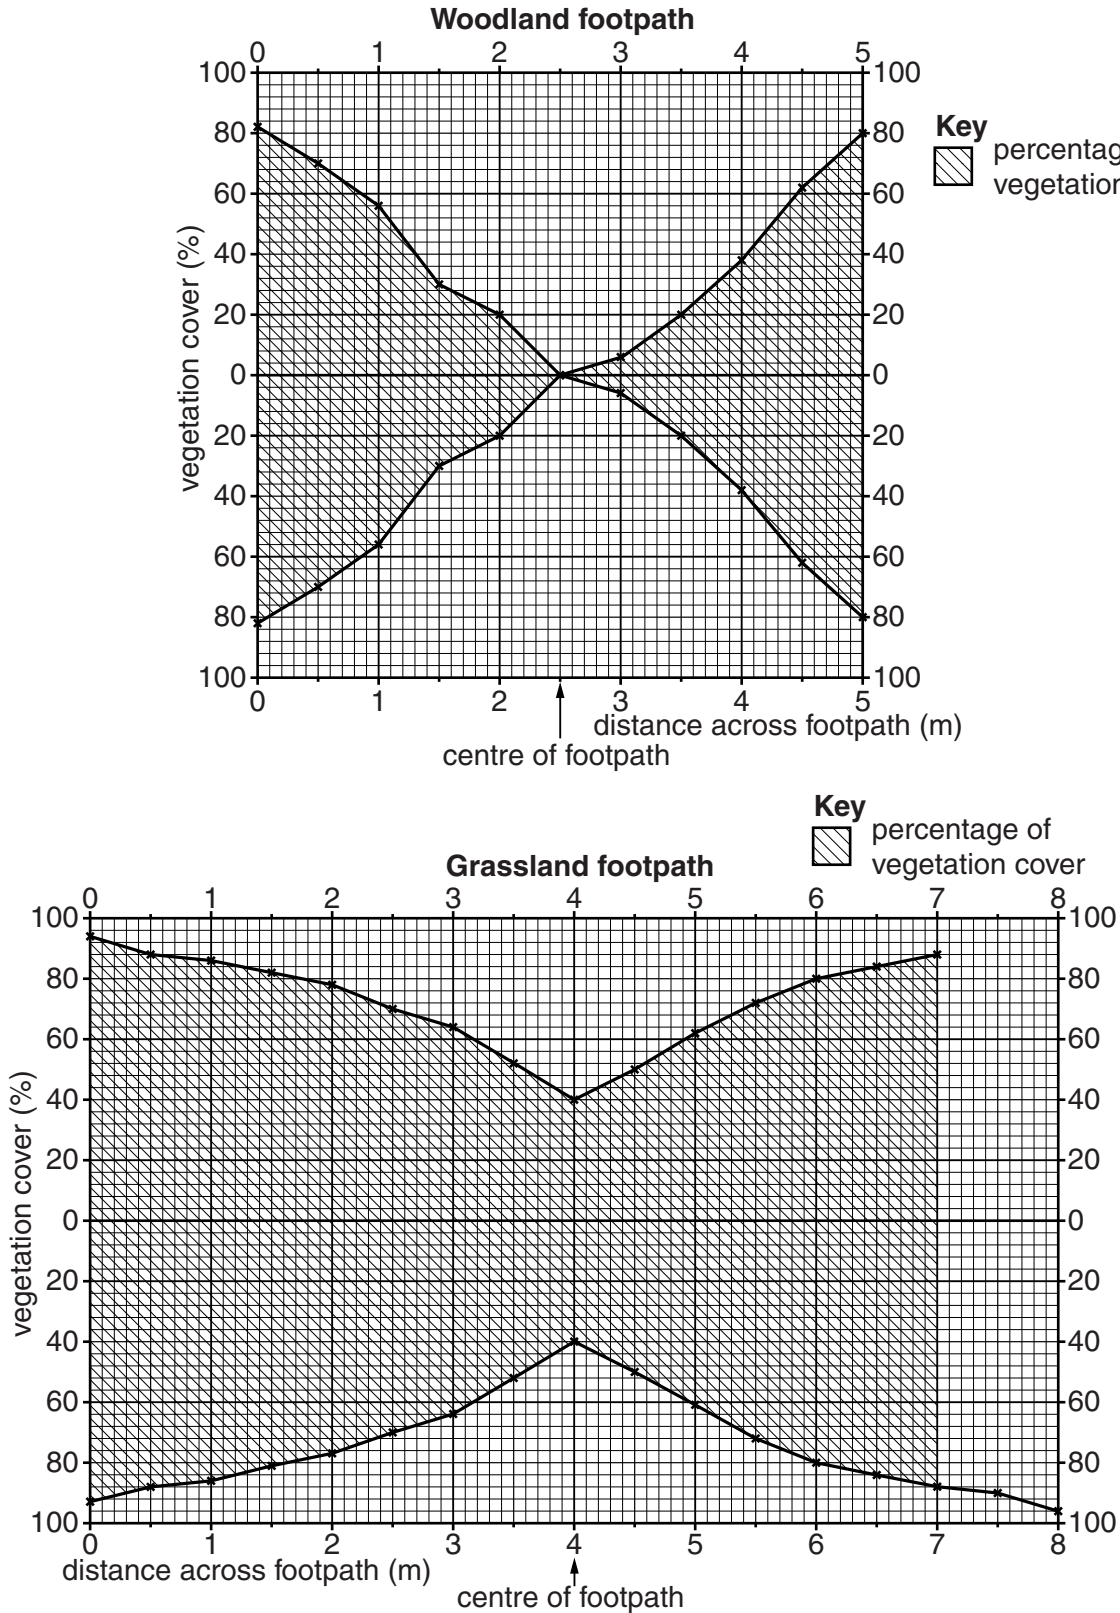 Woodland footpath
0 1 2 3 4 5
100 100
80 80
60 60
40 40
20 20
0 0
20 20
40 40
60 60
80 80
100 100
0 1 2 3 4 5
vegetation cover (%)
distance across footpath (m)
centre of footpath
Key
vegetation
Key
percentage of
vegetation cover
Grassland footpath
0 1 2 3 4 5 6 7 8
100 100
80 80
60 60
40 40
20 20
0 0
20 20
40 40
60 60
80 80
100 100
0 1 2 3 4 5 6 7 8
vegetation cover (%)
distance across footpath (m)
centre of footpath